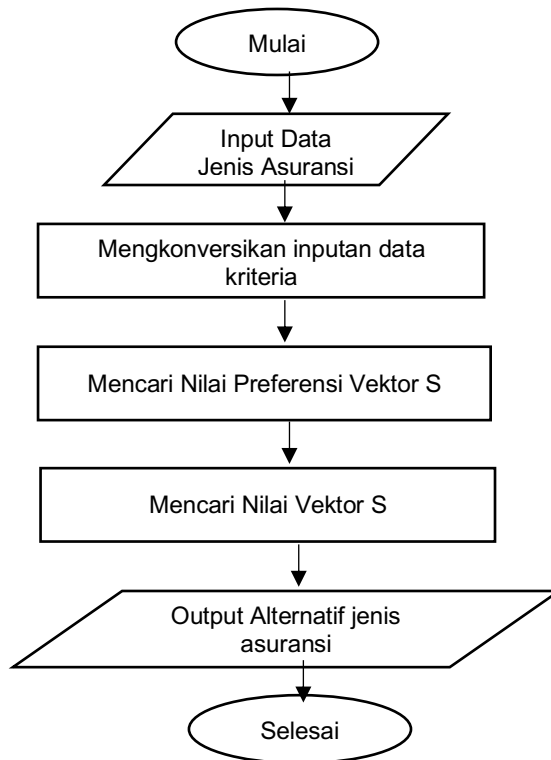 Mulai
Input Data
Jenis Asuransi
Mengkonversikan inputan data
kriteria
Mencari Nilai Preferensi Vektor S
Mencari Nilai Vektor S
Output Alternatif jenis
asuransi
Selesai